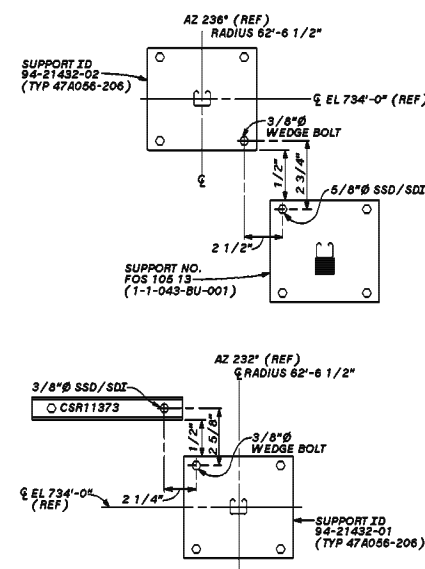 AZ 236° (REF)
RADIUS 62'-6 1/2"
SUPPORT ID
94-21432-02
(TYP 47A056-206)
℄ EL 734'-0" (REF)
3/8"Ø
WEDGE BOLT
1/2"
2 3/4"
℄
5/8"Ø SSD/SDI
2 1/2"
SUPPORT NO.
FOS 105 13
(1-1-043-BU-001)
AZ 232° (REF)
℄ RADIUS 62'-6 1/2"
3/8"Ø SSD/SDI
CSR11373
1/2"
2 5/8"
3/8"Ø
WEDGE BOLT
℄ EL 734'-0"
(REF)
2 1/4"
SUPPORT ID
94-21432-01
(TYP 47A056-206)